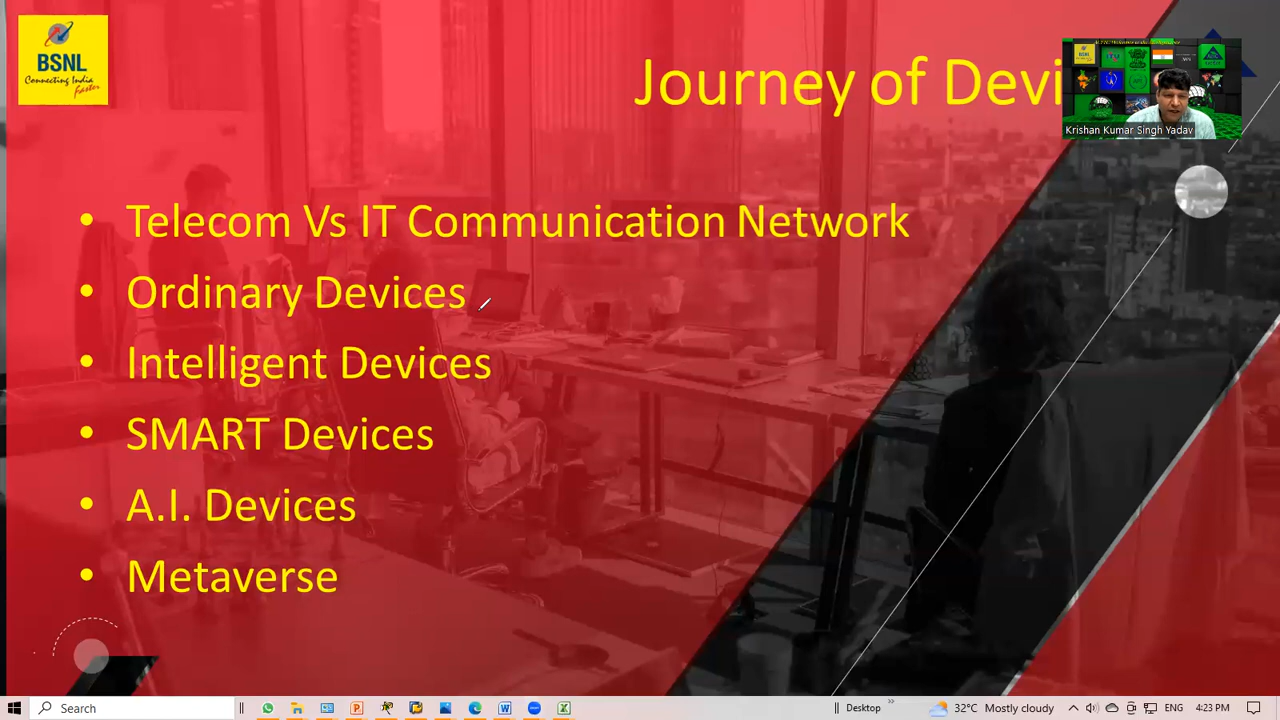 BSNL
Connecting India
Faster
Journey of Devi
Krishan Kumar Singh Yadav
• Telecom Vs IT Communication Network
• Ordinary Devices
• Intelligent Devices
• SMART Devices
• A.I. Devices
• Metaverse
Search
Desktop
32°C Mostly cloudy
ENG
4:23 PM